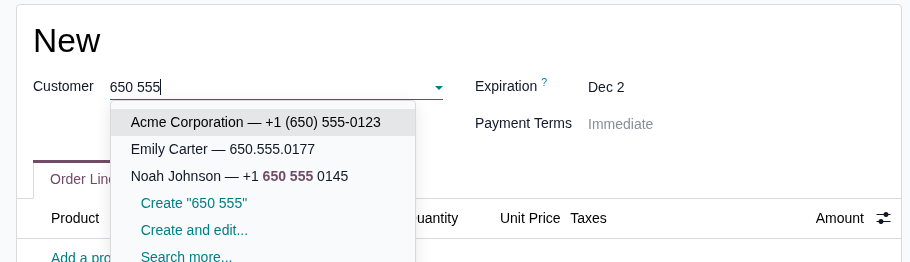 New
Customer 650 555 Expiration ? Dec 2
Acme Corporation — +1 (650) 555-0123 Payment Terms Immediate
Emily Carter — 650.555.0177
Noah Johnson — +1 650 555 0145
Order Lin
Create "650 555"
Product uantity Unit Price Taxes Amount
Create and edit...
Add a pro Search more...